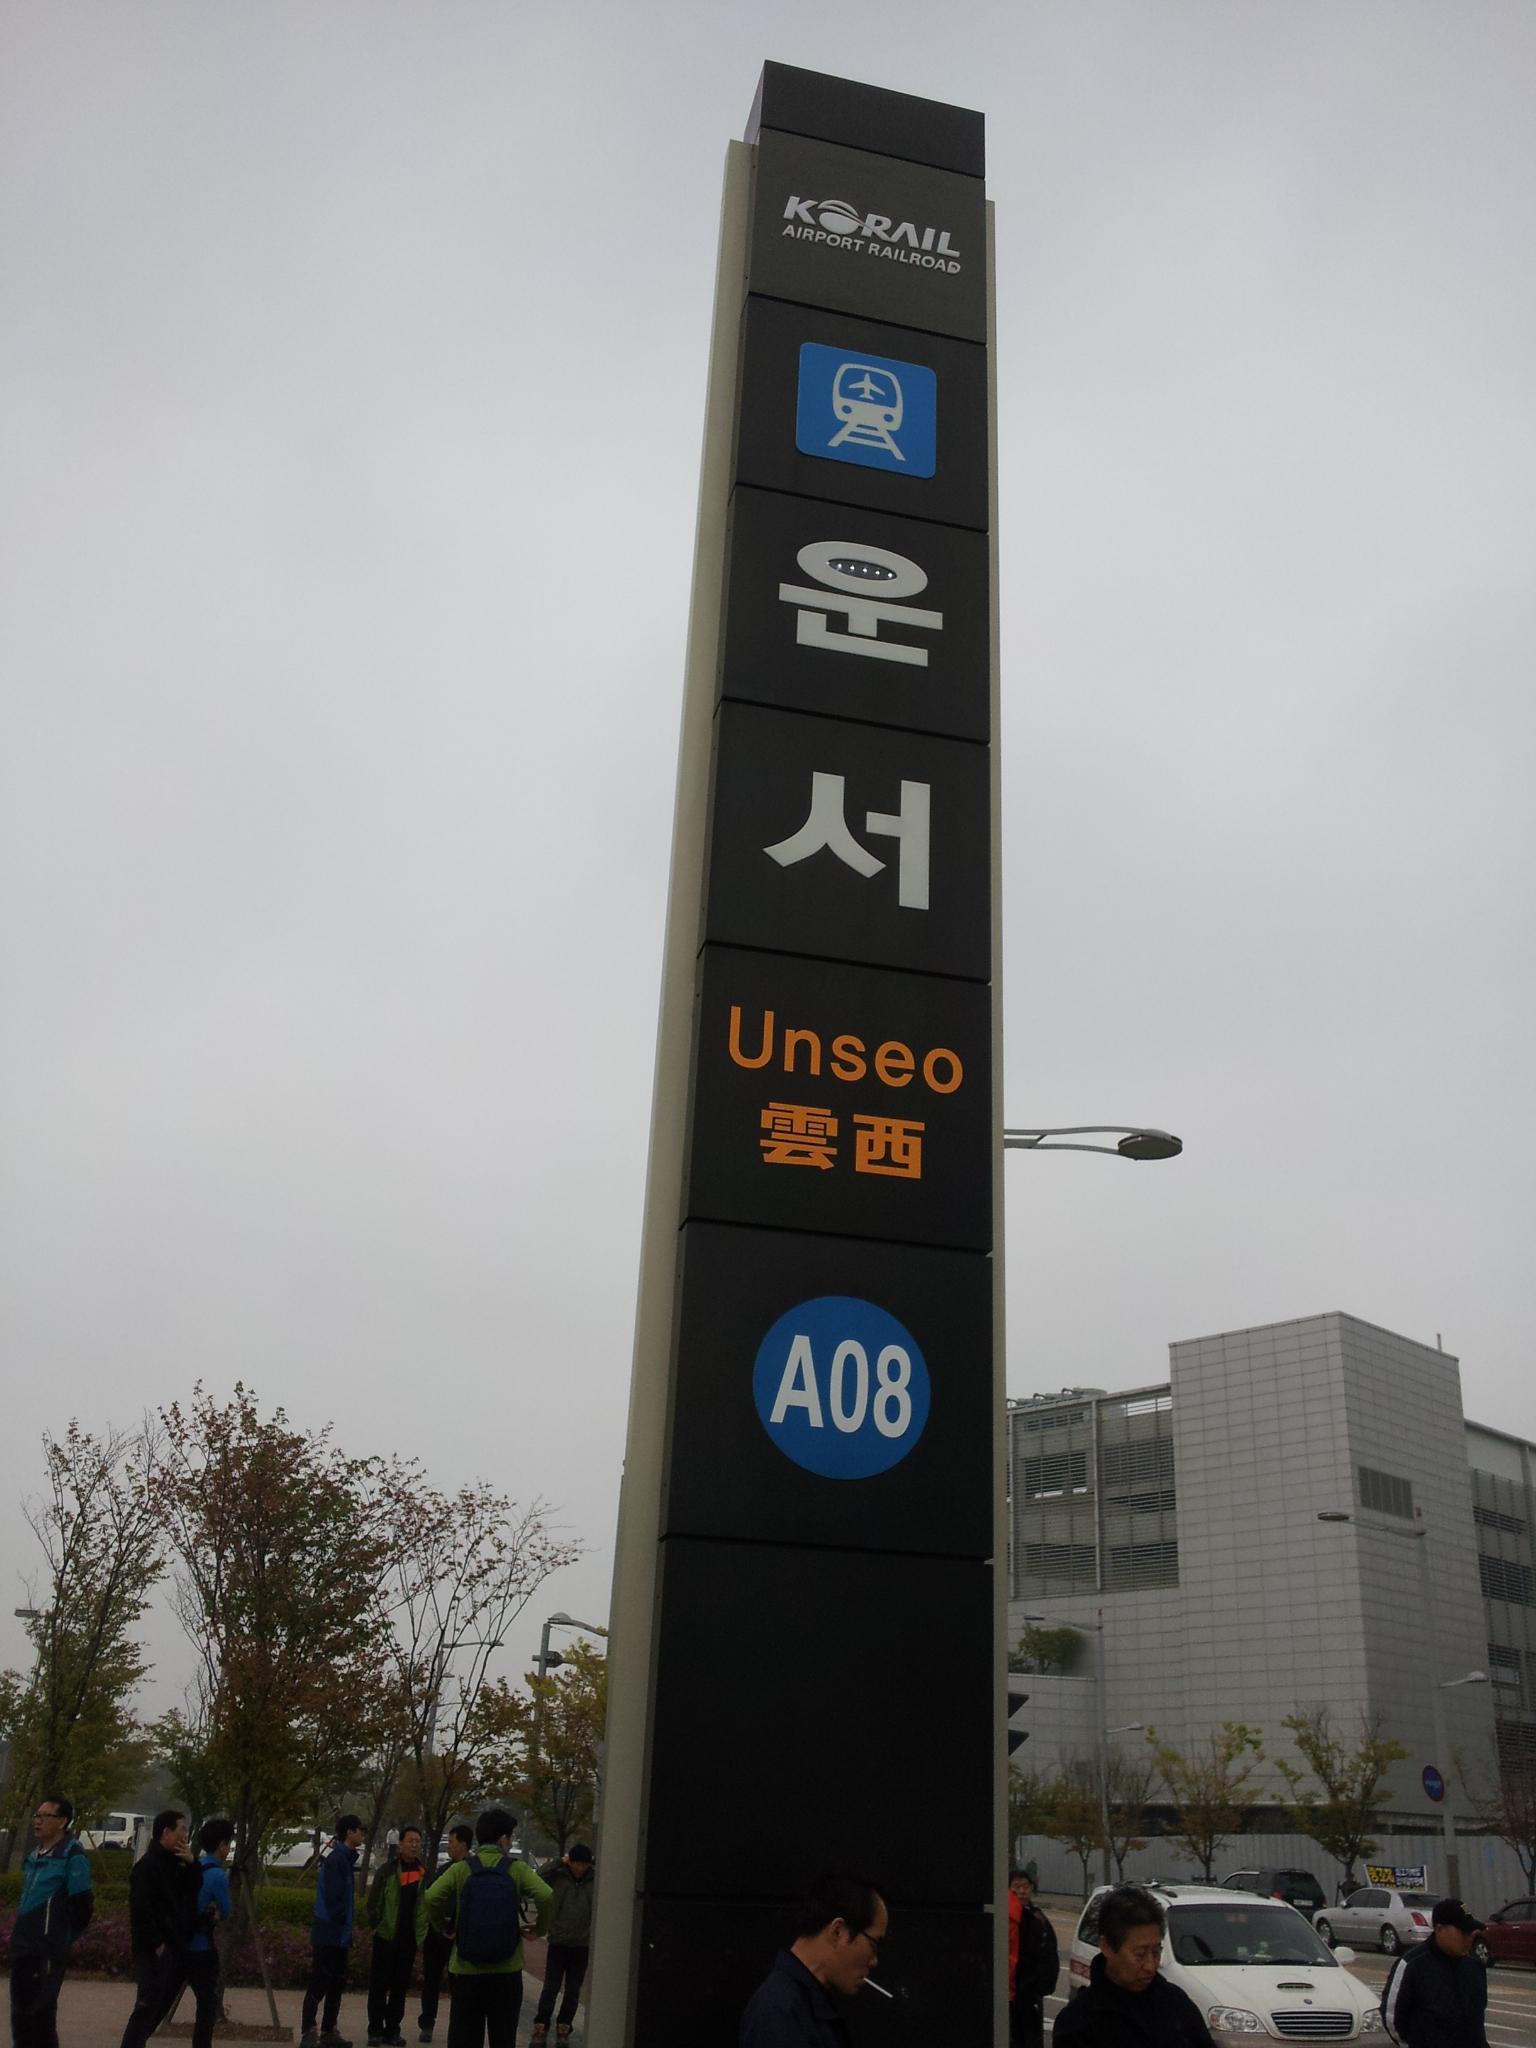 KORAIL
AIRPORT RAILROAD
운
서
Unseo
雲西
A08